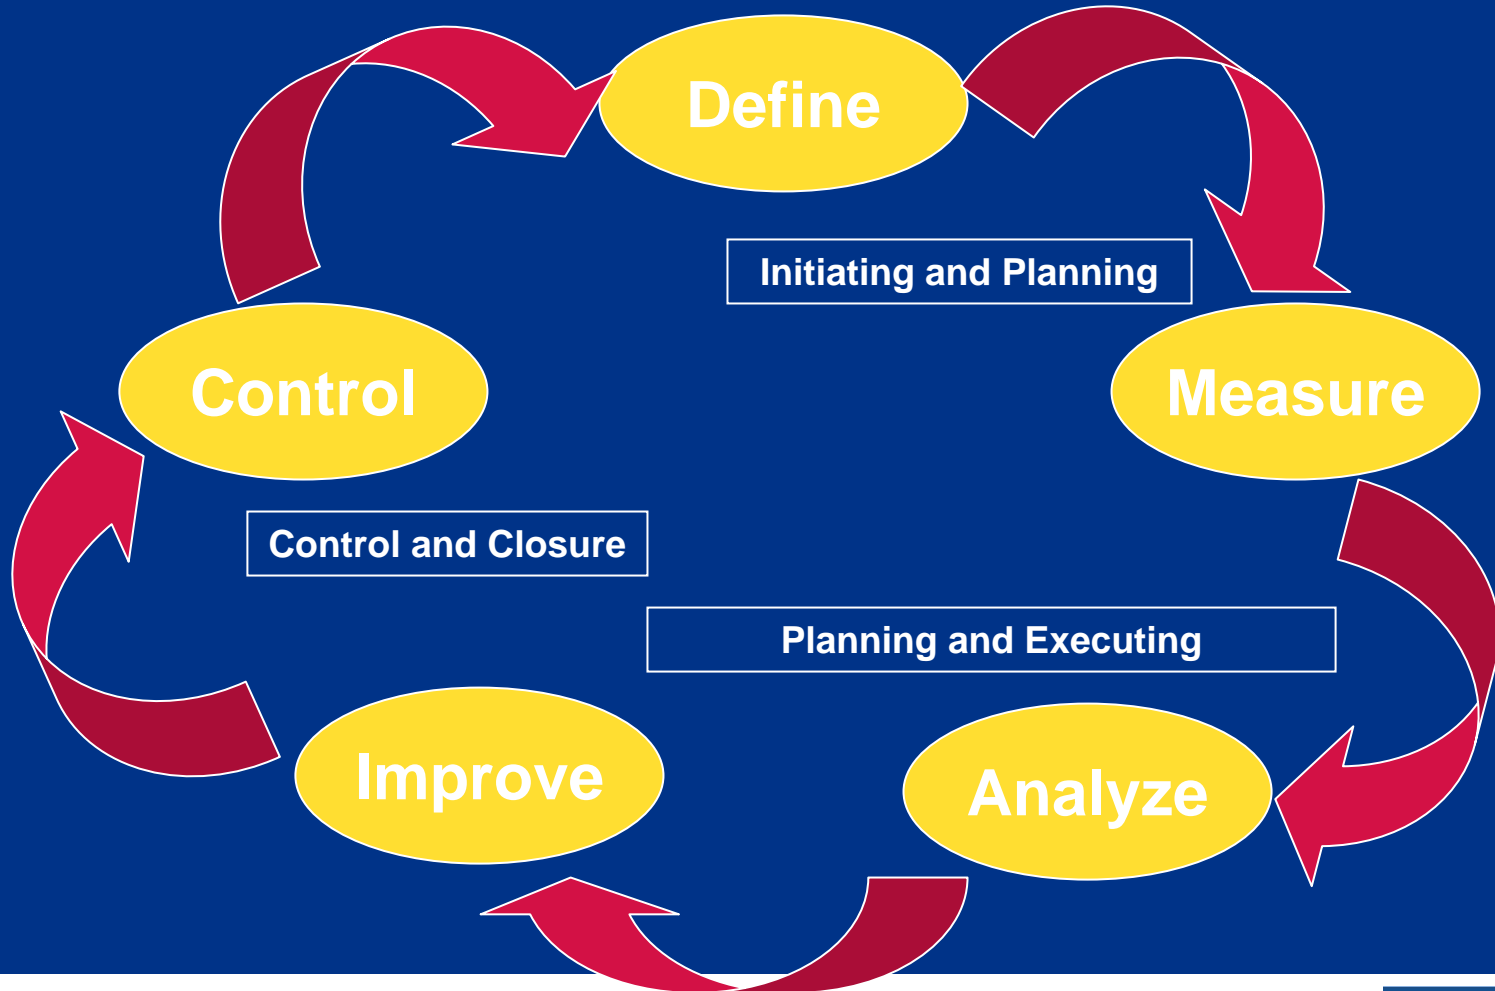 Define
Initiating and Planning
Control
Measure
Control and Closure
Planning and Executing
Improve
Analyze